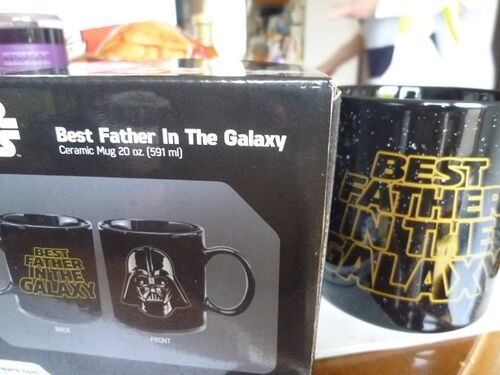 Best Father In The Galaxy
Ceramic Mug 20 oz. (591 ml)
BEST
FATHER
IN THE
GALAXY
BACK
FRONT
BEST
FATHER
IN THE
GALAXY